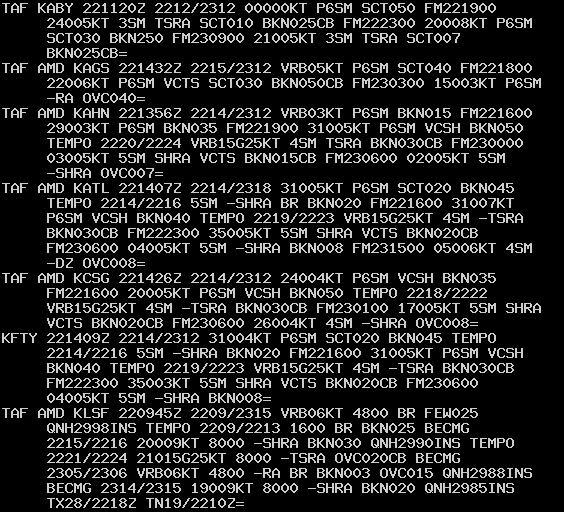 TAF KABY 221120Z 2212/2312 00000KT P6SM SCT050 FM221900
24005KT 3SM TSRA SCT010 BKN025CB FM222300 20008KT P6SM
SCT030 BKN250 FM230900 21005KT 3SM TSRA SCT007
BKN025CB=
TAF AMD KAGS 221432Z 2215/2312 VRB05KT P6SM SCT040 FM221800
22006KT P6SM VCTS SCT030 BKN050CB FM230300 15003KT P6SM
-RA OVC040=
TAF AMD KAHN 221356Z 2214/2312 VRB03KT P6SM BKN015 FM221600
29003KT P6SM BKN035 FM221900 31005KT P6SM VCSH BKN050
TEMPO 2220/2224 VRB15G25KT 4SM TSRA BKN030CB FM230000
03005KT 5SM SHRA VCTS BKN015CB FM230600 02005KT 5SM
-SHRA OVC007=
TAF AMD KATL 221407Z 2214/2318 31005KT P6SM SCT020 BKN045
TEMPO 2214/2216 5SM -SHRA BR BKN020 FM221600 31007KT
P6SM VCSH BKN040 TEMPO 2219/2223 VRB15G25KT 4SM -TSRA
BKN030CB FM222300 35005KT 5SM SHRA VCTS BKN020CB
FM230600 04005KT 5SM -SHRA BKN008 FM231500 05006KT 4SM
-DZ OVC008=
TAF AMD KCSG 221426Z 2214/2312 24004KT P6SM VCSH BKN035
FM221600 20005KT P6SM VCSH BKN050 TEMPO 2218/2222
VRB15G25KT 4SM -TSRA BKN030CB FM230100 17005KT 5SM SHRA
VCTS BKN020CB FM230600 26004KT 4SM -SHRA OVC008=
KFTY 221409Z 2214/2312 31004KT P6SM SCT020 BKN045 TEMPO
2214/2216 5SM -SHRA BKN020 FM221600 31005KT P6SM VCSH
BKN040 TEMPO 2219/2223 VRB15G25KT 4SM -TSRA BKN030CB
FM222300 35003KT 5SM SHRA VCTS BKN020CB FM230600
04005KT 5SM -SHRA BKN008=
TAF AMD KLSF 220945Z 2209/2315 VRB06KT 4800 BR FEW025
QNH2998INS TEMPO 2209/2213 1600 BR BKN025 BECMG
2215/2216 20009KT 8000 -SHRA BKN030 QNH2990INS TEMPO
2221/2224 21015G25KT 8000 -TSRA OVC020CB BECMG
2305/2306 VRB06KT 4800 -RA BR BKN003 OVC015 QNH2988INS
BECMG 2314/2315 19009KT 8000 -SHRA BKN020 QNH2985INS
TX28/2218Z TN19/2210Z=